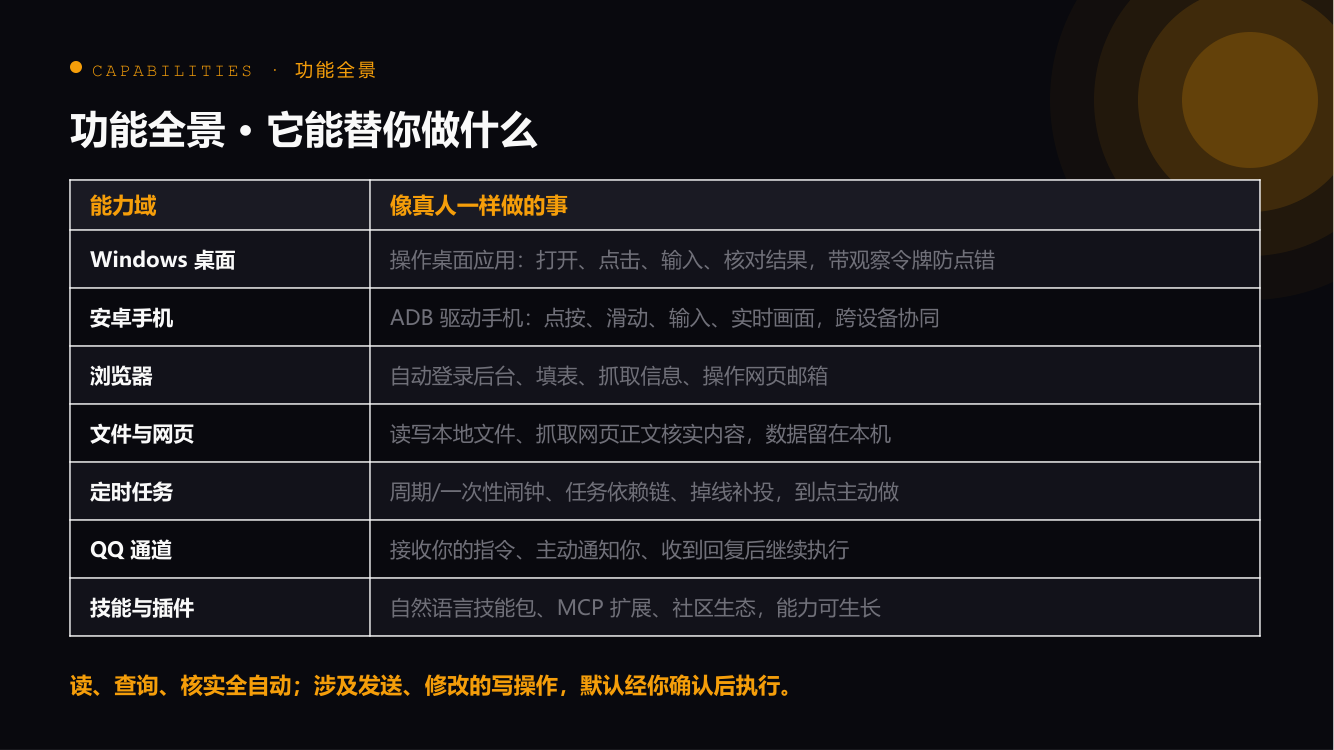 CAPABILITIES · 功能全景
功能全景 · 它能替你做什么
能力域 像真人一样做的事
Windows 桌面 操作桌面应用：打开、点击、输入、核对结果，带观察令牌防点错
安卓手机 ADB 驱动手机：点按、滑动、输入、实时画面，跨设备协同
浏览器 自动登录后台、填表、抓取信息、操作网页邮箱
文件与网页 读写本地文件、抓取网页正文核实内容，数据留在本机
定时任务 周期/一次性闹钟、任务依赖链、掉线补投，到点主动做
QQ 通道 接收你的指令、主动通知你、收到回复后继续执行
技能与插件 自然语言技能包、MCP 扩展、社区生态，能力可生长
读、查询、核实全自动；涉及发送、修改的写操作，默认经你确认后执行。